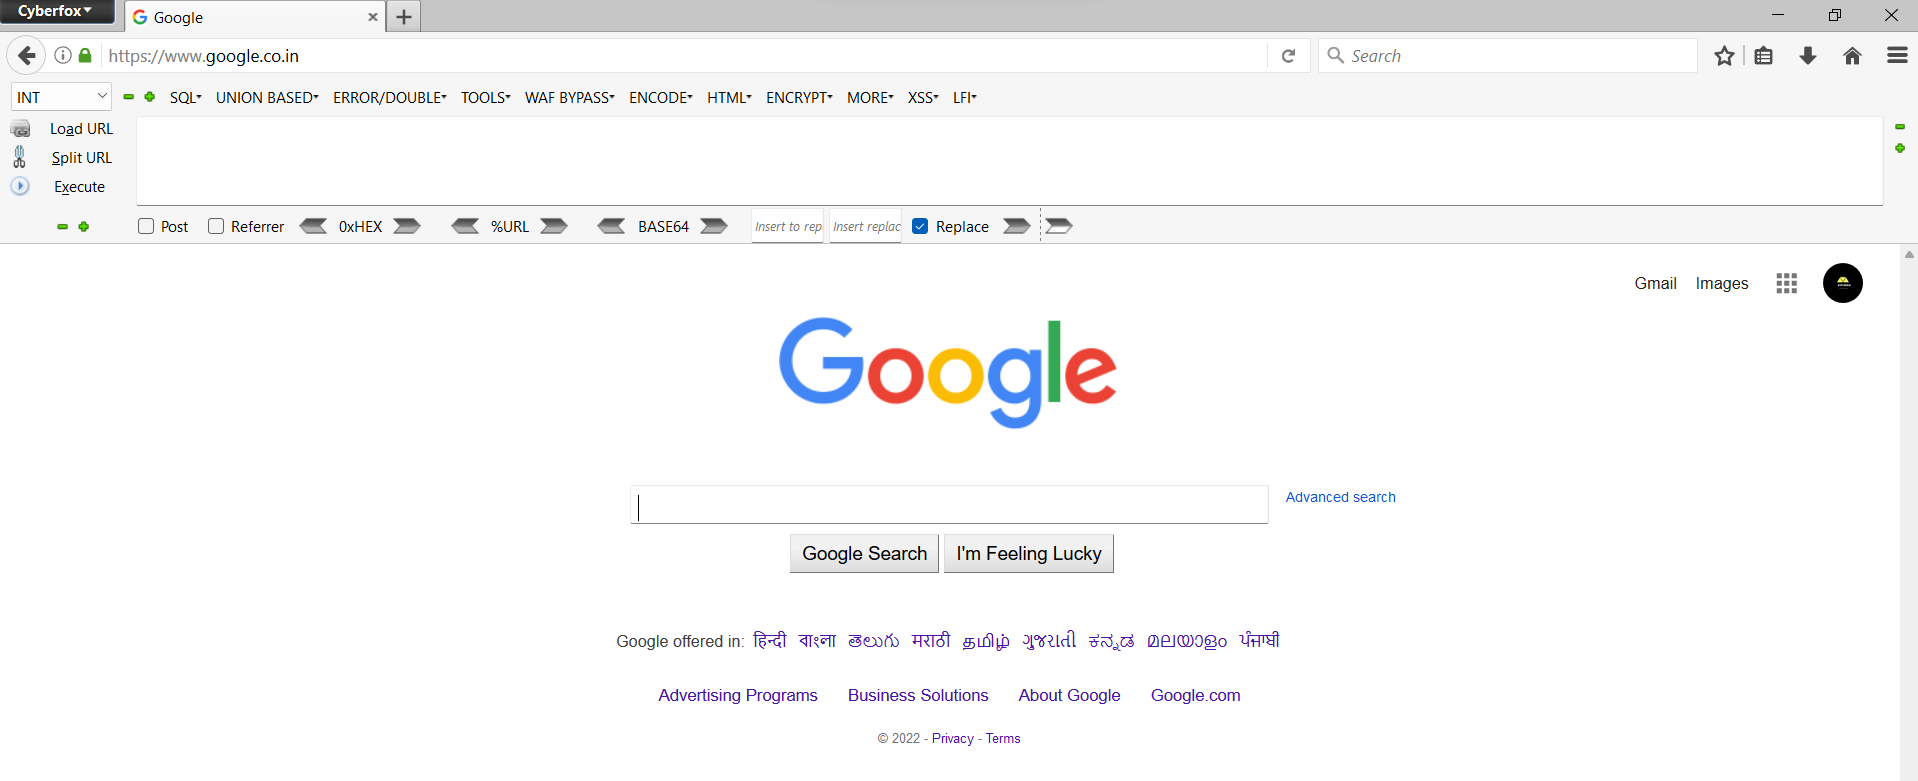 Cyberfox
Google
https://www.google.co.in
Search
INT SQL UNION BASED ERROR/DOUBLE TOOLS WAF BYPASS ENCODE HTML ENCRYPT MORE XSS LFI
Load URL
Split URL
Execute
Post Referrer 0xHEX %URL BASE64 Insert to rep Insert replac Replace
Gmail Images
Google
Advanced search
Google Search I'm Feeling Lucky
Google offered in: हिन्दी বাংলা తెలుగు मराठी தமிழ் ગુજરાતી ಕನ್ನಡ മലയാളം ਪੰਜਾਬੀ
Advertising Programs Business Solutions About Google Google.com
© 2022 - Privacy - Terms